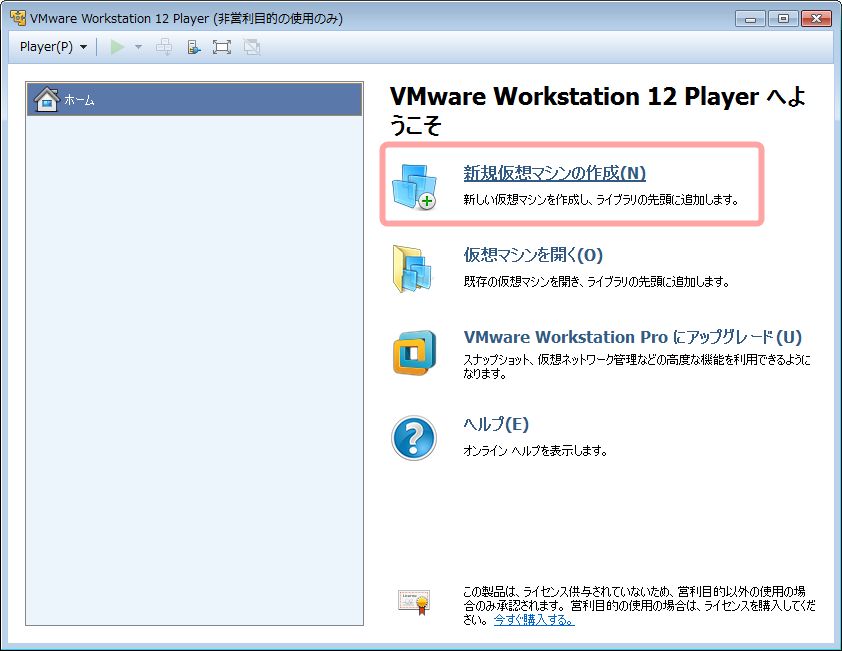 VMware Workstation 12 Player (非営利目的の使用のみ)
Player(P)
ホーム
VMware Workstation 12 Player へよ
うこそ
新規仮想マシンの作成(N)
新しい仮想マシンを作成し、ライブラリの先頭に追加します。
仮想マシンを開く(O)
既存の仮想マシンを開き、ライブラリの先頭に追加します。
VMware Workstation Pro にアップグレード(U)
スナップショット、仮想ネットワーク管理などの高度な機能を利用できるように
なります。
ヘルプ(E)
オンライン ヘルプを表示します。
この製品は、ライセンス供与されていないため、営利目的以外の使用の場
合のみ承認されます。営利目的の使用の場合は、ライセンスを購入してくだ
さい。 今すぐ購入する。